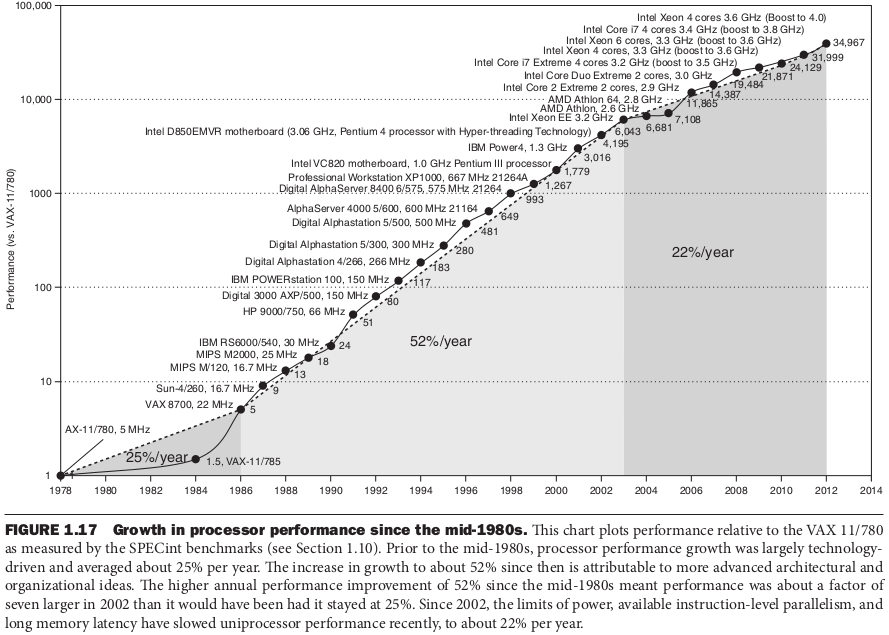 100,000
10,000
1000
100
10
1
Performance (vs. VAX-11/780)
Intel Xeon 4 cores 3.6 GHz (Boost to 4.0)
Intel Core i7 4 cores 3.4 GHz (boost to 3.8 GHz)
Intel Xeon 6 cores, 3.3 GHz (boost to 3.6 GHz)
Intel Xeon 4 cores, 3.3 GHz (boost to 3.6 GHz)
Intel Core i7 Extreme 4 cores 3.2 GHz (boost to 3.5 GHz)
Intel Core Duo Extreme 2 cores, 3.0 GHz
Intel Core 2 Extreme 2 cores, 2.9 GHz
AMD Athlon 64, 2.8 GHz
AMD Athlon, 2.6 GHz
Intel Xeon EE 3.2 GHz
Intel D850EMVR motherboard (3.06 GHz, Pentium 4 processor with Hyper-threading Technology)
IBM Power4, 1.3 GHz
Intel VC820 motherboard, 1.0 GHz Pentium III processor
Professional Workstation XP1000, 667 MHz 21264A
Digital AlphaServer 8400 6/575, 575 MHz 21264
AlphaServer 4000 5/600, 600 MHz 21164
Digital Alphastation 5/500, 500 MHz
Digital Alphastation 5/300, 300 MHz
Digital Alphastation 4/266, 266 MHz
IBM POWERstation 100, 150 MHz
Digital 3000 AXP/500, 150 MHz
HP 9000/750, 66 MHz
IBM RS6000/540, 30 MHz
MIPS M2000, 25 MHz
MIPS M/120, 16.7 MHz
Sun-4/260, 16.7 MHz
VAX 8700, 22 MHz
AX-11/780, 5 MHz
34,967
31,999
24,129
21,871
19,484
14,387
11,865
7,108
6,681
6,043
4,195
3,016
1,779
1,267
993
649
481
280
183
117
80
51
24
18
13
9
5
1.5, VAX-11/785
25%/year
52%/year
22%/year
1978 1980 1982 1984 1986 1988 1990 1992 1994 1996 1998 2000 2002 2004 2006 2008 2010 2012 2014
FIGURE 1.17 Growth in processor performance since the mid-1980s. This chart plots performance relative to the VAX 11/780
as measured by the SPECint benchmarks (see Section 1.10). Prior to the mid-1980s, processor performance growth was largely technology-
driven and averaged about 25% per year. The increase in growth to about 52% since then is attributable to more advanced architectural and
organizational ideas. The higher annual performance improvement of 52% since the mid-1980s meant performance was about a factor of
seven larger in 2002 than it would have been had it stayed at 25%. Since 2002, the limits of power, available instruction-level parallelism, and
long memory latency have slowed uniprocessor performance recently, to about 22% per year.